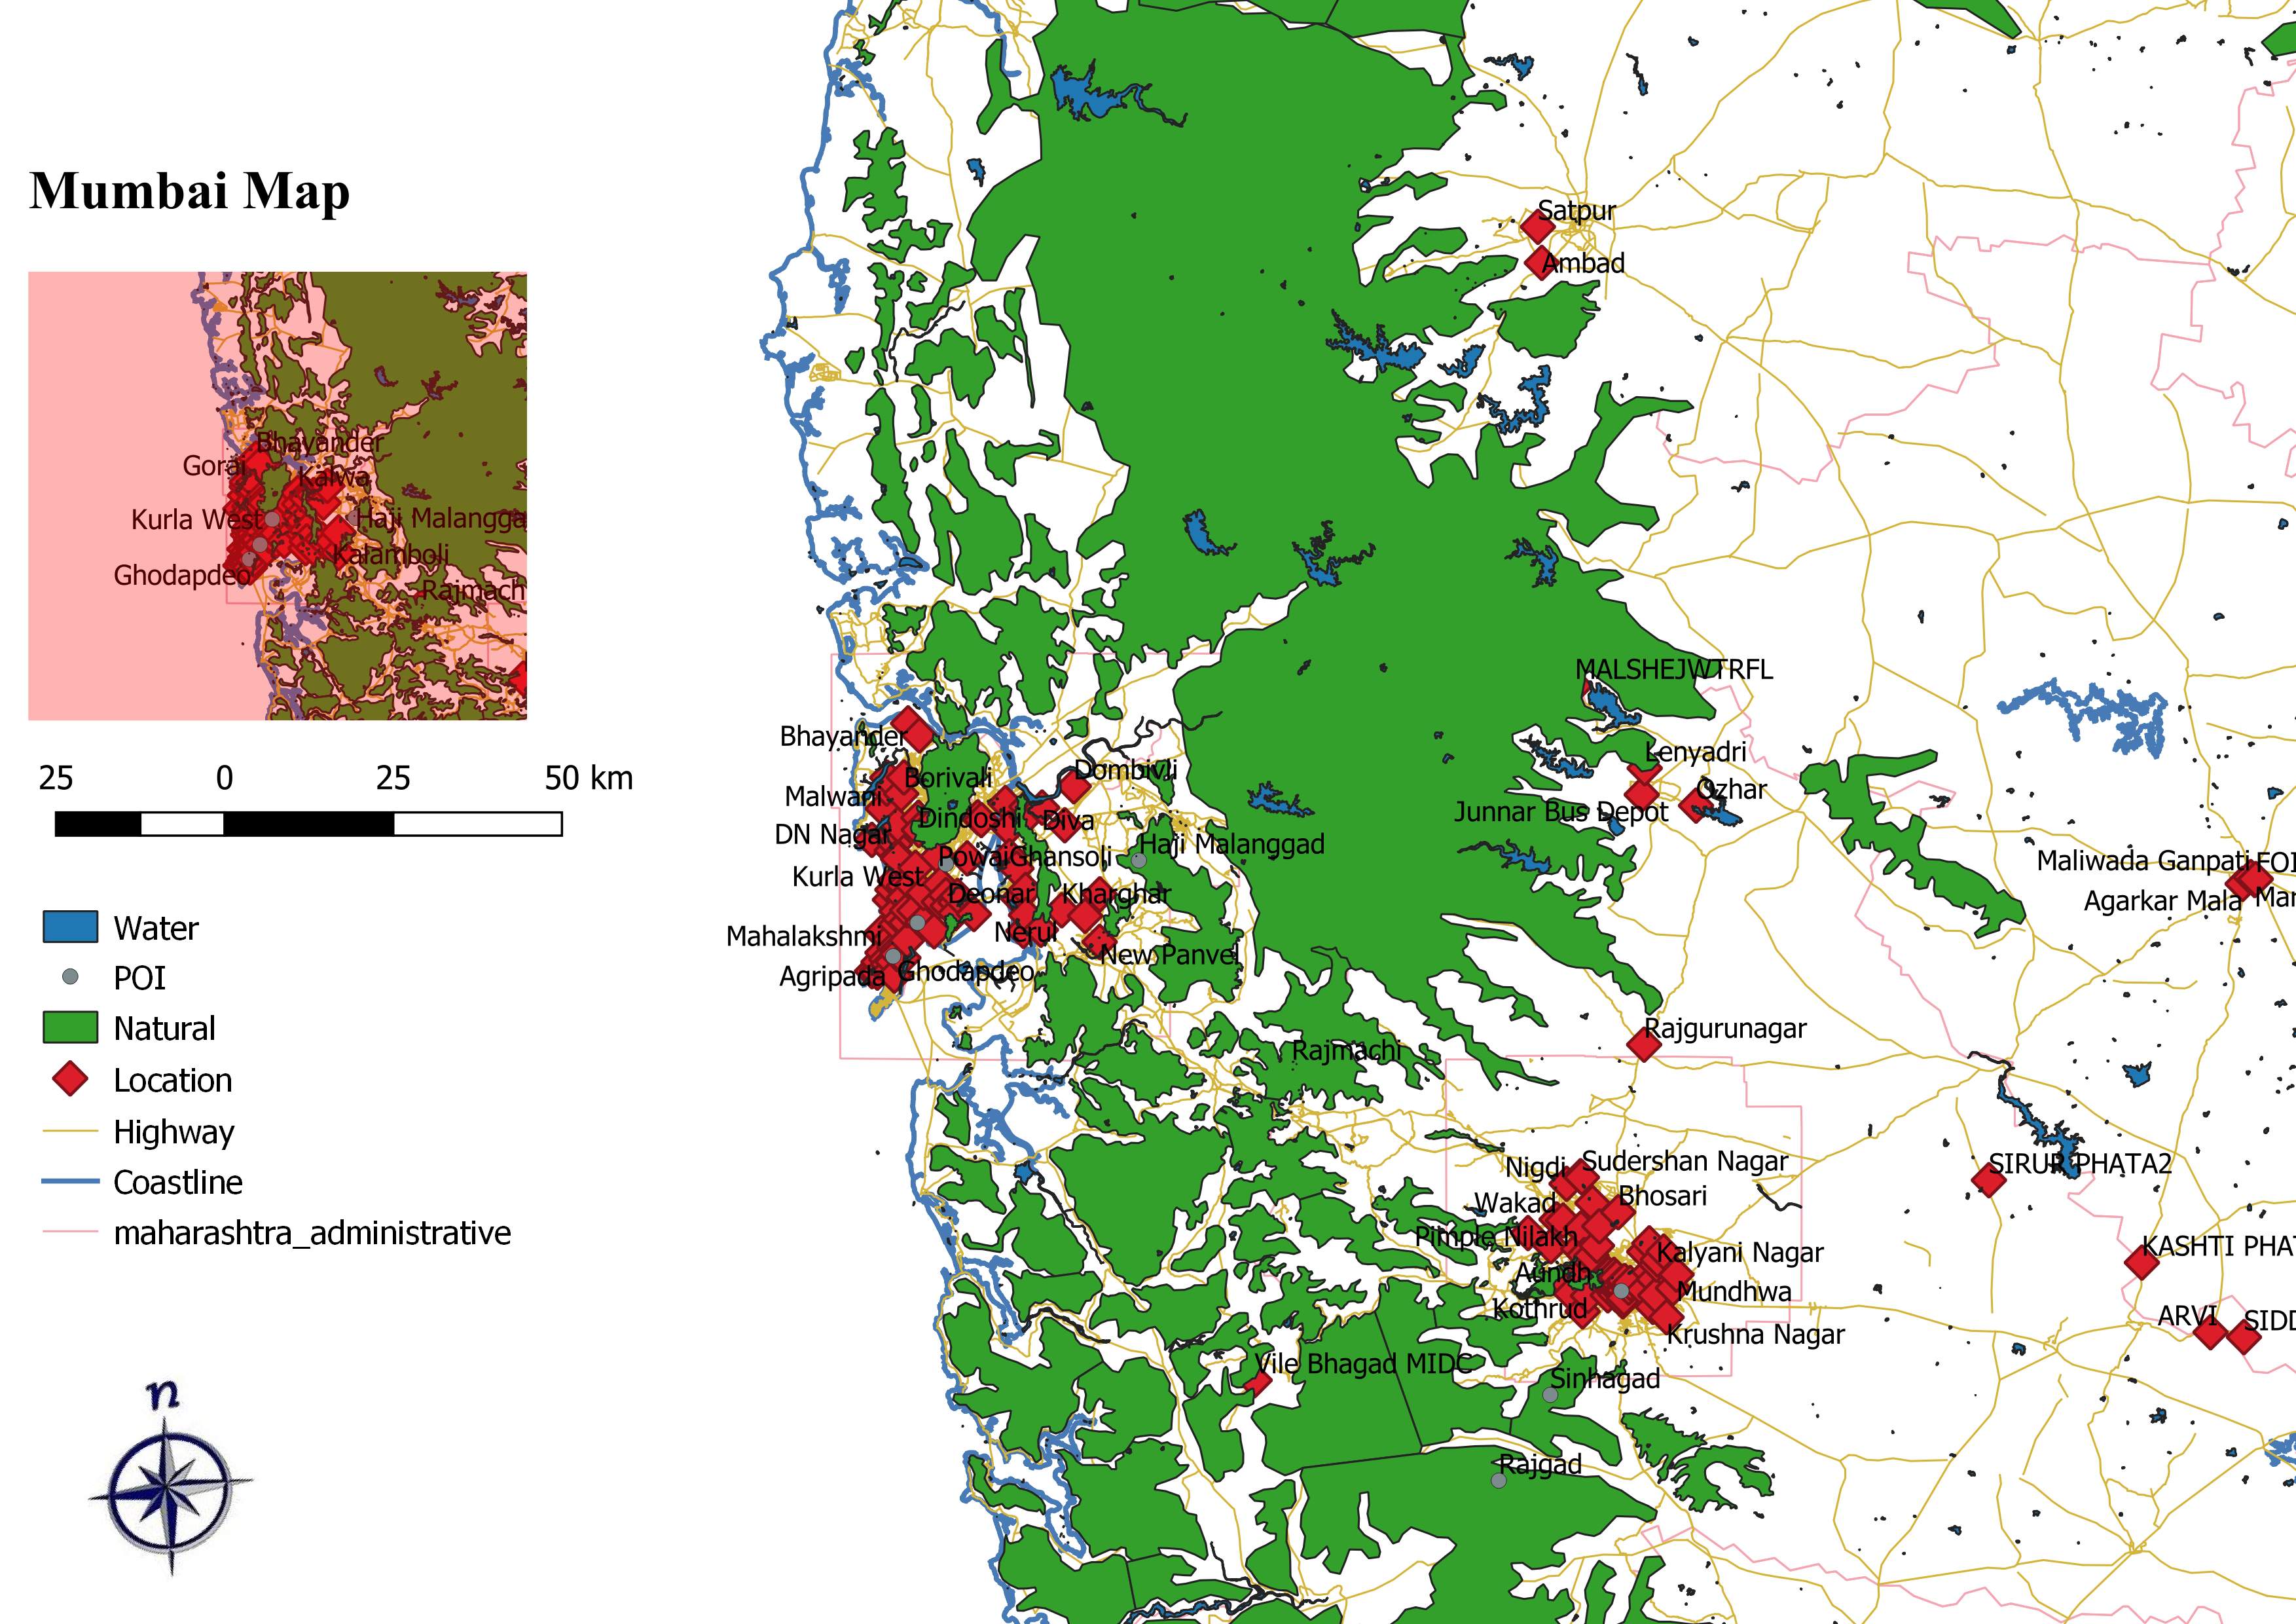 Mumbai Map
Bhayander
Gorai
Kalwa
Kurla West
Haji Malangga
Kalamboli
Ghodapdeo
Rajmach
25 0 25 50 km
Water
POI
Natural
Location
Highway
Coastline
maharashtra_administrative
n
Satpur
Ambad
MALSHEJWTRFL
Bhayander
Lenyadri
Borivali
Dombivli
Malwani
Ozhar
Junnar Bus Depot
Dindoshi
Diva
DN Nagar
Haji Malanggad
Powai
Ghansoli
Maliwada Ganpati
FOI
Kurla West
Deonar
Kharghar
Agarkar Mala
Mar
Mahalakshmi
Nerul
New Panvel
Agripada
Ghodapdeo
Rajgurunagar
Rajmachi
Nigdi
Sudershan Nagar
SIRUR PHATA2
Wakad
Bhosari
Pimple Nilakh
Kalyani Nagar
KASHTI PHAT
Aundh
Mundhwa
Kothrud
ARVI
SIDD
Krushna Nagar
Vile Bhagad MIDC
Sinhagad
Rajgad